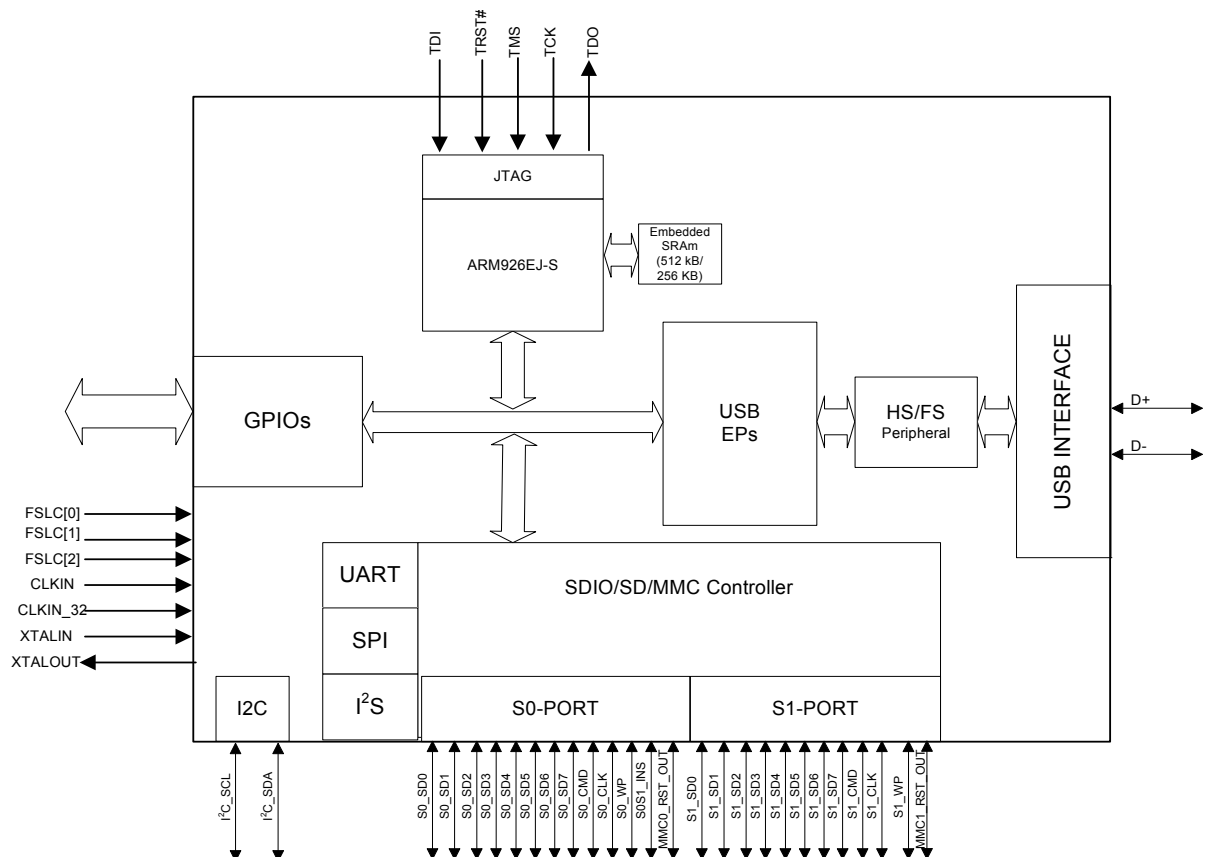 TDI
TRST#
TMS
TCK
TDO
JTAG
ARM926EJ-S
Embedded
SRAm
(512 kB/
256 KB)
GPIOs
USB
EPs
HS/FS
Peripheral
USB INTERFACE
D+
D-
FSLC[0]
FSLC[1]
FSLC[2]
CLKIN
CLKIN_32
XTALIN
XTALOUT
UART
SPI
I²S
SDIO/SD/MMC Controller
I2C
S0-PORT
S1-PORT
I²C_SCL
I²C_SDA
S0_SD0
S0_SD1
S0_SD2
S0_SD3
S0_SD4
S0_SD5
S0_SD6
S0_SD7
S0_CMD
S0_CLK
S0_WP
S0S1_INS
MMC0_RST_OUT
S1_SD0
S1_SD1
S1_SD2
S1_SD3
S1_SD4
S1_SD5
S1_SD6
S1_SD7
S1_CMD
S1_CLK
S1_WP
MMC1_RST_OUT